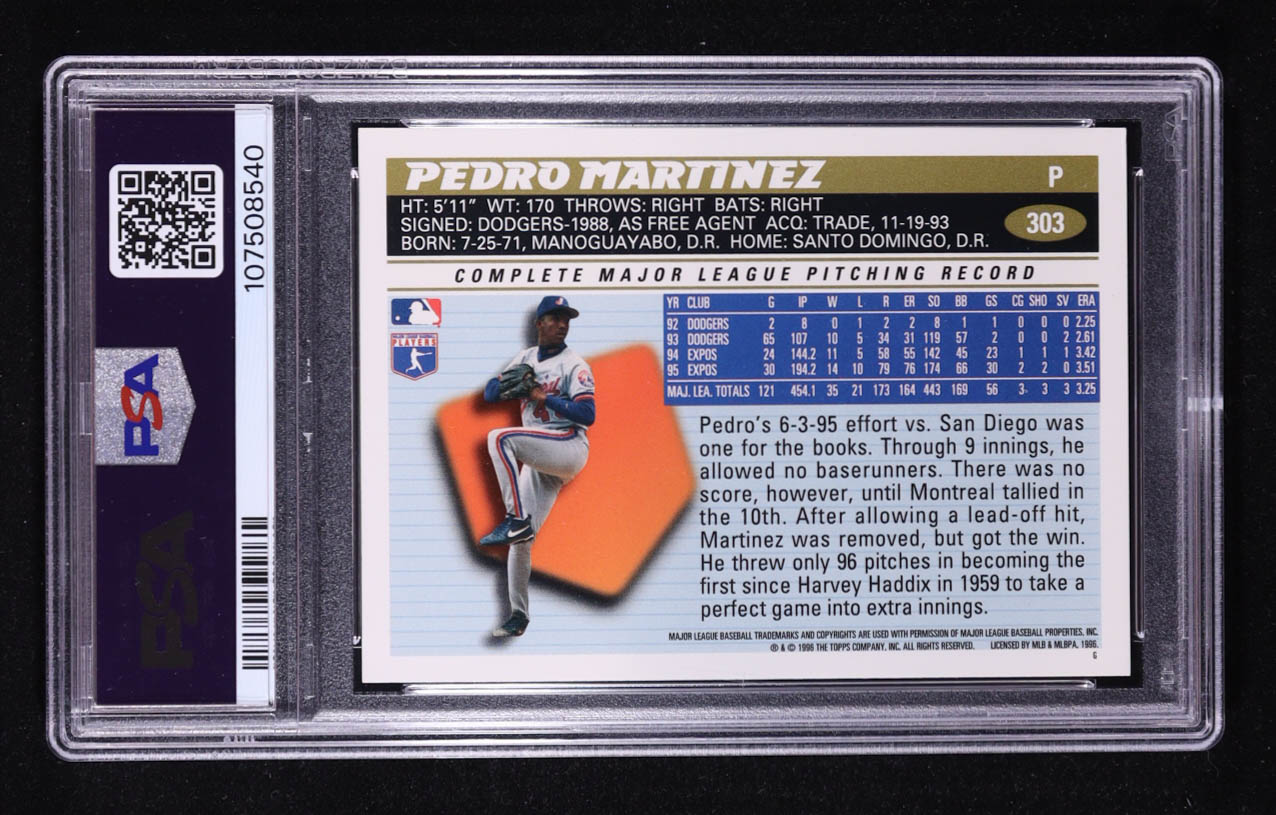 107508540
PSA
PSA
PEDRO MARTINEZ P
HT: 5'11" WT: 170 THROWS: RIGHT BATS: RIGHT
SIGNED: DODGERS-1988, AS FREE AGENT ACQ: TRADE, 11-19-93
BORN: 7-25-71, MANOGUAYABO, D.R. HOME: SANTO DOMINGO, D.R.
303
COMPLETE MAJOR LEAGUE PITCHING RECORD
PLAYERS
YR CLUB G IP W L R ER SO BB GS CG SHO SV ERA
92 DODGERS 2 8 0 1 2 2 8 1 1 0 0 0 2.25
93 DODGERS 65 107 10 5 34 31 119 57 2 0 0 2 2.61
94 EXPOS 24 144.2 11 5 58 55 142 45 23 1 1 1 3.42
95 EXPOS 30 194.2 14 10 79 76 174 66 30 2 2 0 3.51
MAJ. LEA. TOTALS 121 454.1 35 21 173 164 443 169 56 3 3 3 3.25
Pedro's 6-3-95 effort vs. San Diego was
one for the books. Through 9 innings, he
allowed no baserunners. There was no
score, however, until Montreal tallied in
the 10th. After allowing a lead-off hit,
Martinez was removed, but got the win.
He threw only 96 pitches in becoming the
first since Harvey Haddix in 1959 to take a
perfect game into extra innings.
MAJOR LEAGUE BASEBALL TRADEMARKS AND COPYRIGHTS ARE USED WITH PERMISSION OF MAJOR LEAGUE BASEBALL PROPERTIES, INC.
® & © 1996 THE TOPPS COMPANY, INC. ALL RIGHTS RESERVED. LICENSED BY MLB & MLBPA, 1996.
G